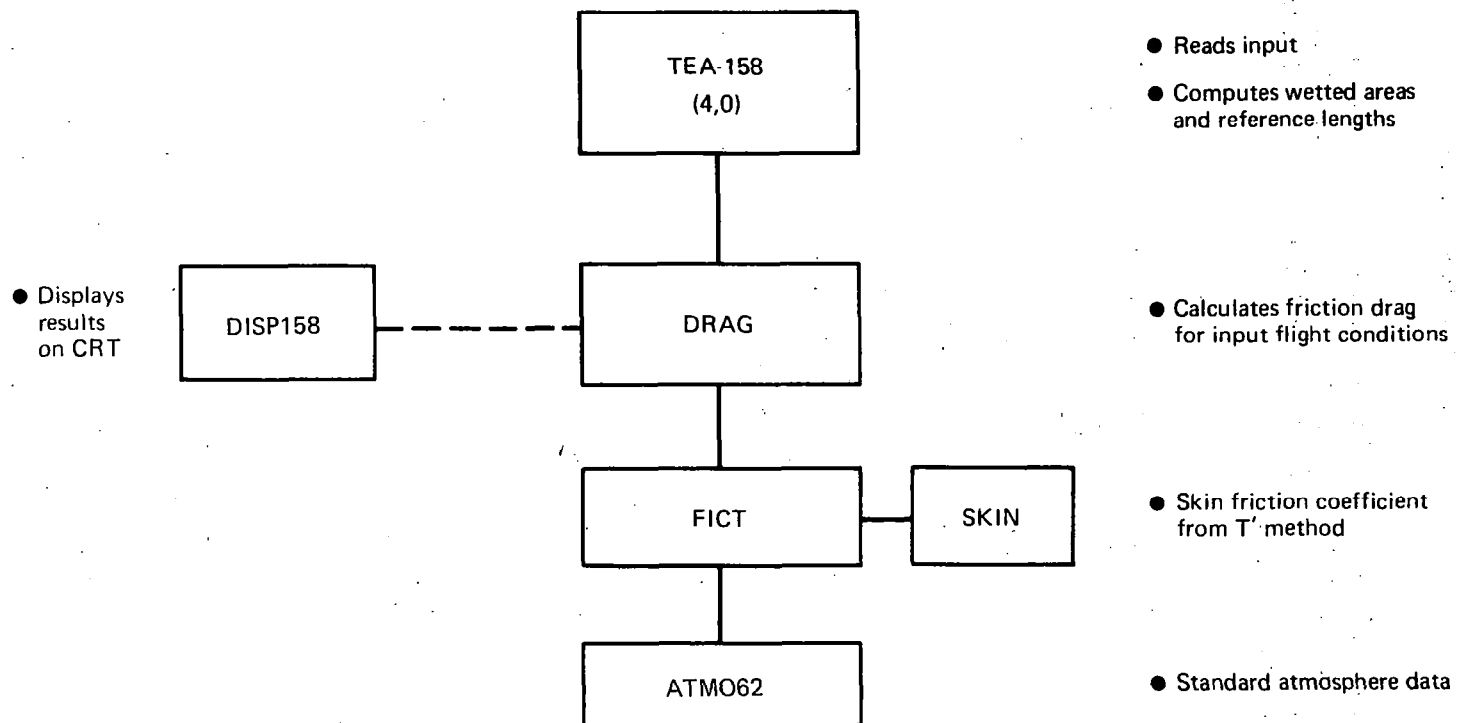 TEA-158
(4,0)
● Reads input
● Computes wetted areas
and reference lengths
● Displays
results
on CRT
DISP158
DRAG
● Calculates friction drag
for input flight conditions
FICT
SKIN
● Skin friction coefficient
from T′ method
ATMO62
● Standard atmosphere data